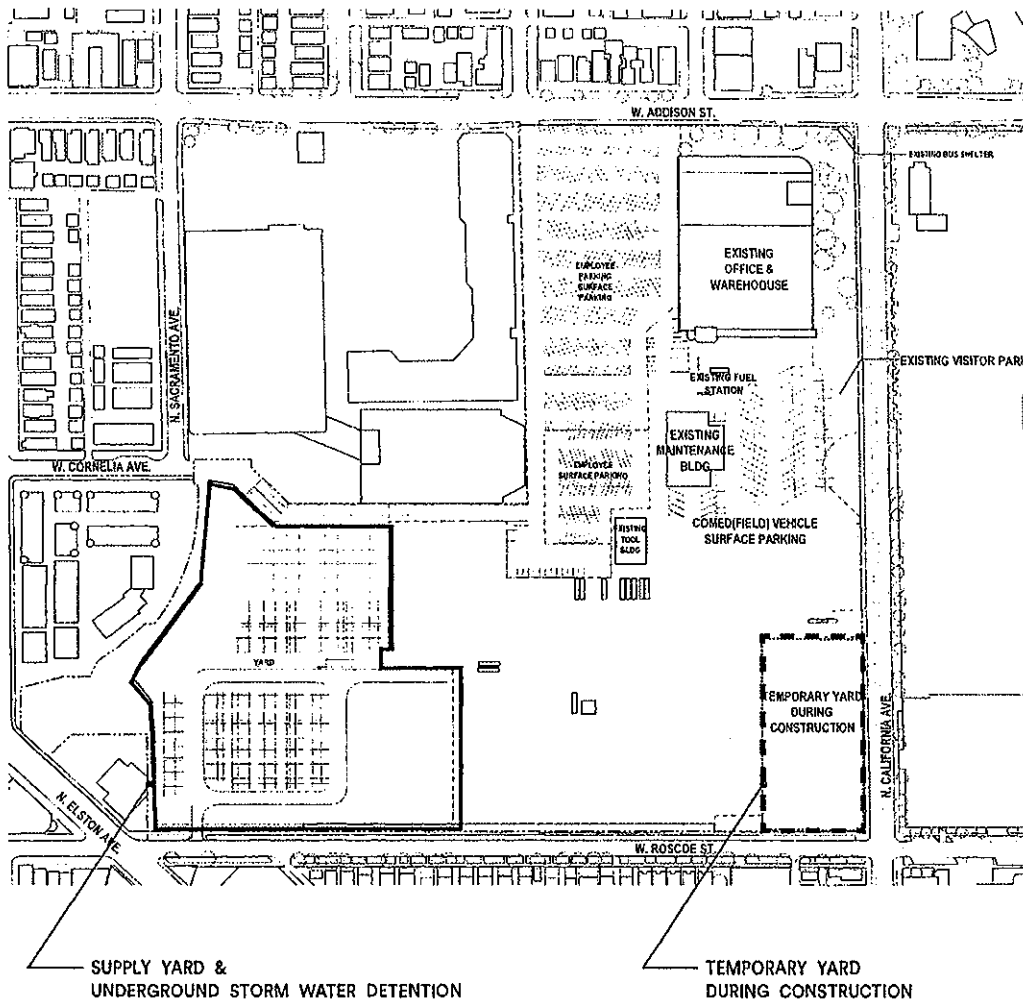 W. ADDISON ST.
EXISTING BUS SHELTER
EXISTING
OFFICE &
WAREHOOUSE
EMPLOYEE
PARKING
SURFACE
PARKING
N. SACRAMENTO AVE.
EXISTING VISITOR PARI
EXISTING FUEL
STATION
EXISTING
MAINTENANCE
BLDG.
W. CORNELIA AVE.
EMPLOYEE
SURFACE PARKING
EXISTING
TOOL
BLDG
COMED(FIELD) VEHICLE
SURFACE PARKING
YARD
TEMPORARY YARD
DURING
CONSTRUCTION
N. CALIFORNIA AVE.
N. ELSTON AVE.
W. ROSCOE ST.
SUPPLY YARD &
UNDERGROUND STORM WATER DETENTION
TEMPORARY YARD
DURING CONSTRUCTION